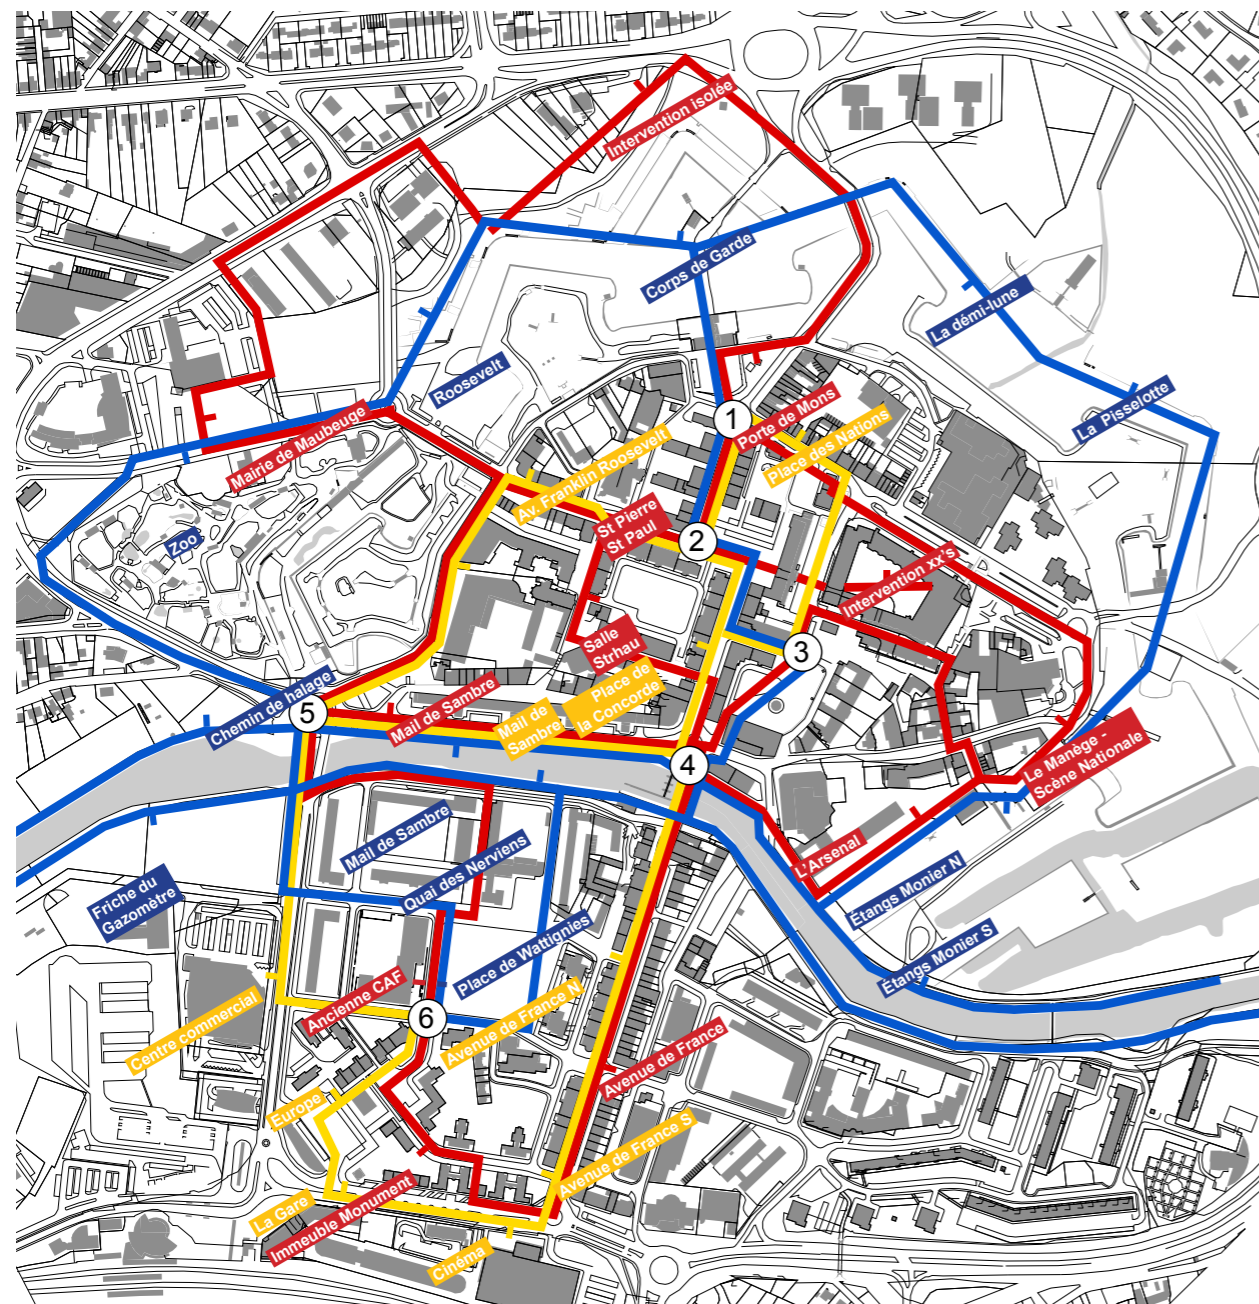 Intervention isolée
Corps de Garde
La démi-lune
Roosevelt
La Pisselotte
Mairie de Maubeuge
1
Porte de Mons
Place des Nations
Av. Franklin Roosevelt
St Pierre
St Paul
2
Zoo
Intervention xx's
Salle
Strhau
3
Place de
la Concorde
Mail de
Sambre
Mail de Sambre
Chemin de halage
5
4
Le Manège -
Scène Nationale
Mail de Sambre
Quai des Nerviens
L'Arsenal
Étangs Monier N
Friche du
Gazomètre
Place de Wattignies
Étangs Monier S
Ancienne CAF
6
Centre commercial
Avenue de France N
Avenue de France
Europe
Avenue de France S
La Gare
Immeuble Monument
Cinéma